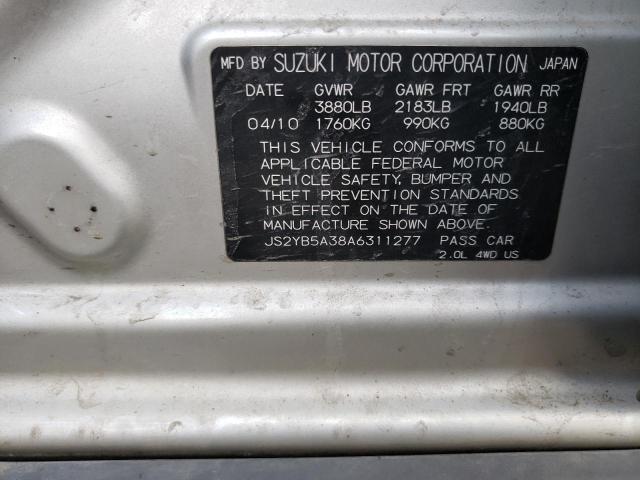 MFD BY SUZUKI MOTOR CORPORATION JAPAN
DATE GVWR GAWR FRT GAWR RR
3880LB 2183LB 1940LB
04/10 1760KG 990KG 880KG
THIS VEHICLE CONFORMS TO ALL
APPLICABLE FEDERAL MOTOR
VEHICLE SAFETY, BUMPER AND
THEFT PREVENTION STANDARDS
IN EFFECT ON THE DATE OF
MANUFACTURE SHOWN ABOVE.
JS2YB5A38A6311277 PASS CAR
2.0L 4WD US